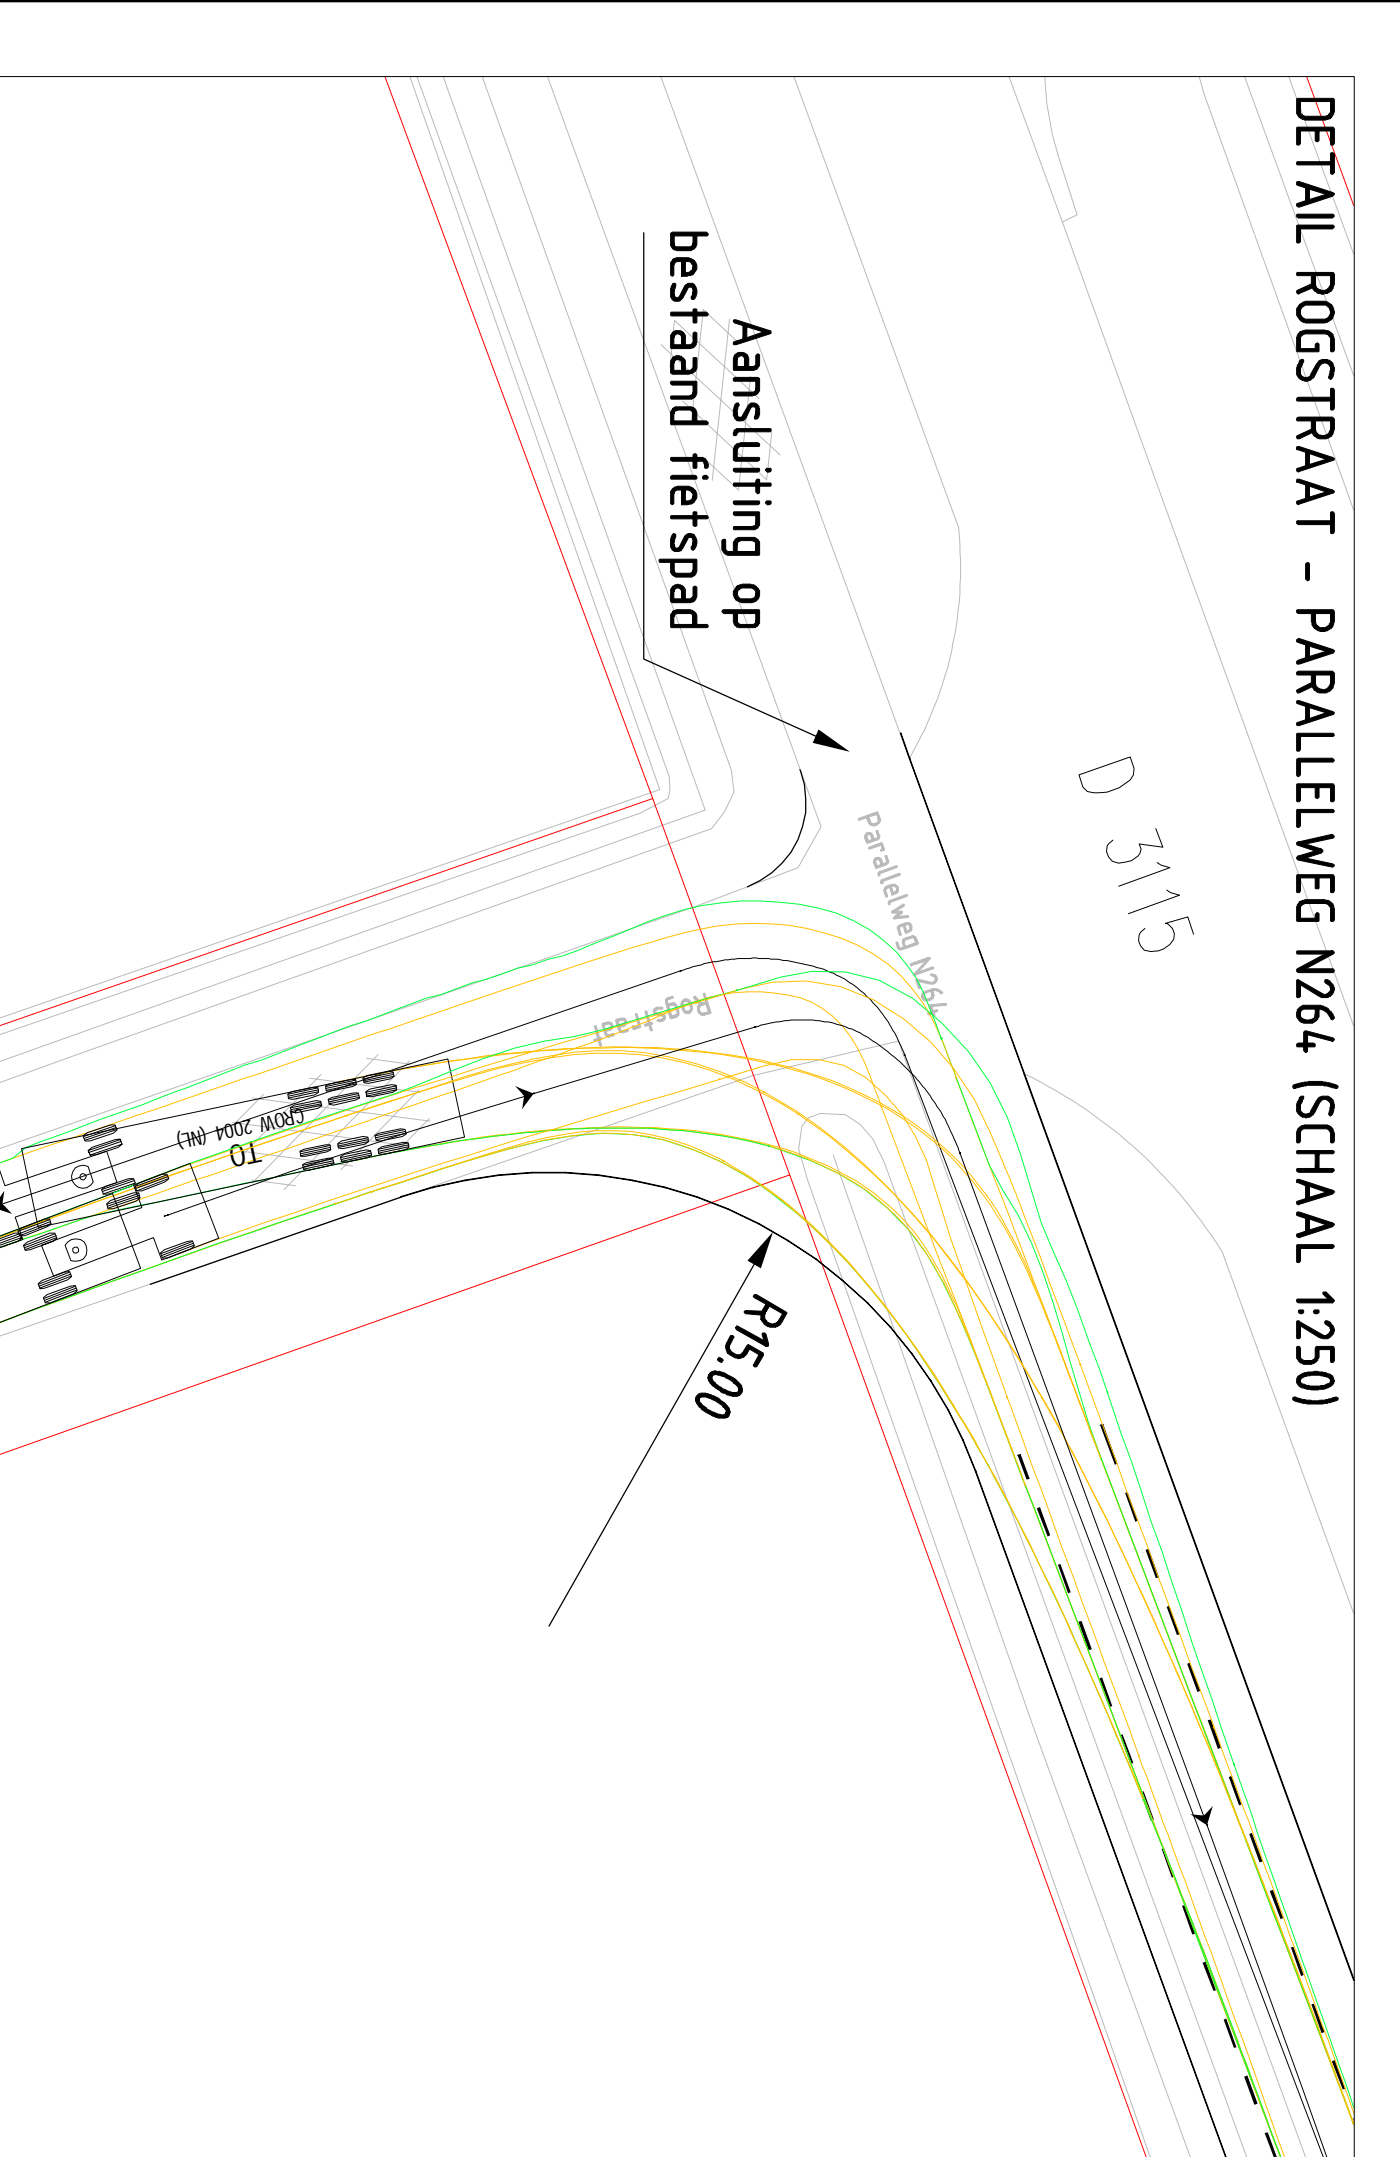 DETAIL ROGSTRAAT - PARALLELWEG N264 (SCHAAL 1:250)
Aansluiting op
bestaand fietspad
D 3115
Parallelweg N264
Rogstraat
CROW 2004 (NL)
TO
R15.00